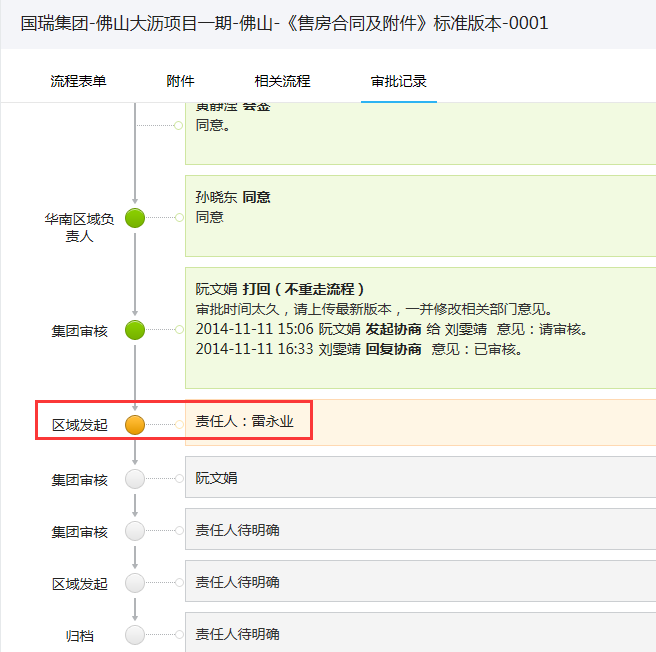 国瑞集团-佛山大沥项目一期-佛山-《售房合同及附件》标准版本-0001
流程表单 附件 相关流程 审批记录
同意。
华南区域负责人
孙晓东 同意
同意
集团审核
阮文娟 打回（不重走流程）
审批时间太久，请上传最新版本，一并修改相关部门意见。
2014-11-11 15:06 阮文娟 发起协商 给 刘雯靖 意见：请审核。
2014-11-11 16:33 刘雯靖 回复协商 意见：已审核。
区域发起 责任人：雷永业
集团审核 阮文娟
集团审核 责任人待明确
区域发起 责任人待明确
归档 责任人待明确